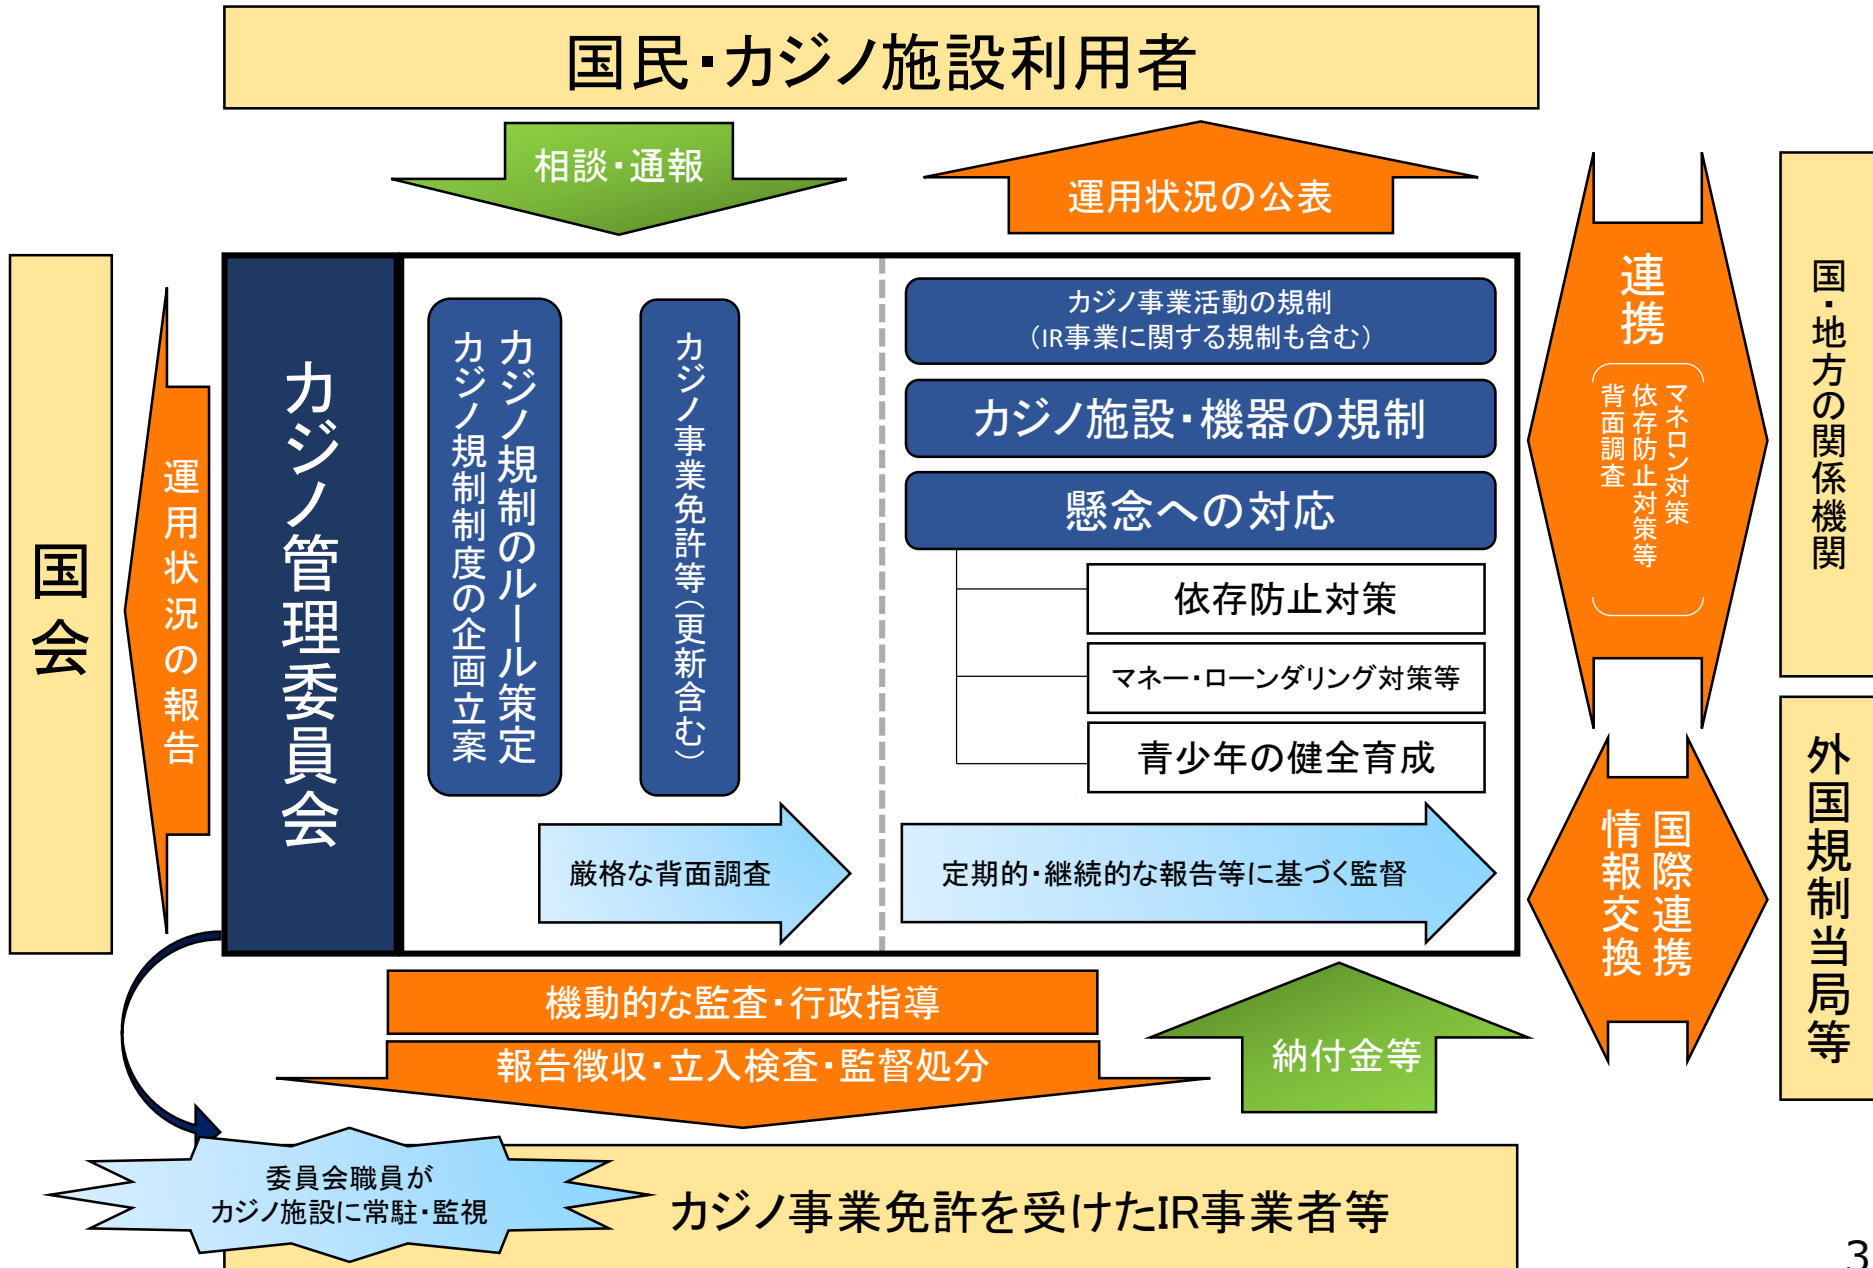 国民・カジノ施設利用者
相談・通報
運用状況の公表
国会
運用状況の報告
カジノ管理委員会
カジノ規制のルール策定
カジノ規制制度の企画立案
カジノ事業免許等（更新含む）
カジノ事業活動の規制
（IR事業に関する規制も含む）
カジノ施設・機器の規制
懸念への対応
依存防止対策
マネー・ローンダリング対策等
青少年の健全育成
厳格な背面調査
定期的・継続的な報告等に基づく監督
連携
マネロン対策
依存防止対策等
背面調査
国・地方の関係機関
国際連携
情報交換
外国規制当局等
機動的な監査・行政指導
報告徴収・立入検査・監督処分
納付金等
委員会職員が
カジノ施設に常駐・監視
カジノ事業免許を受けたIR事業者等
3